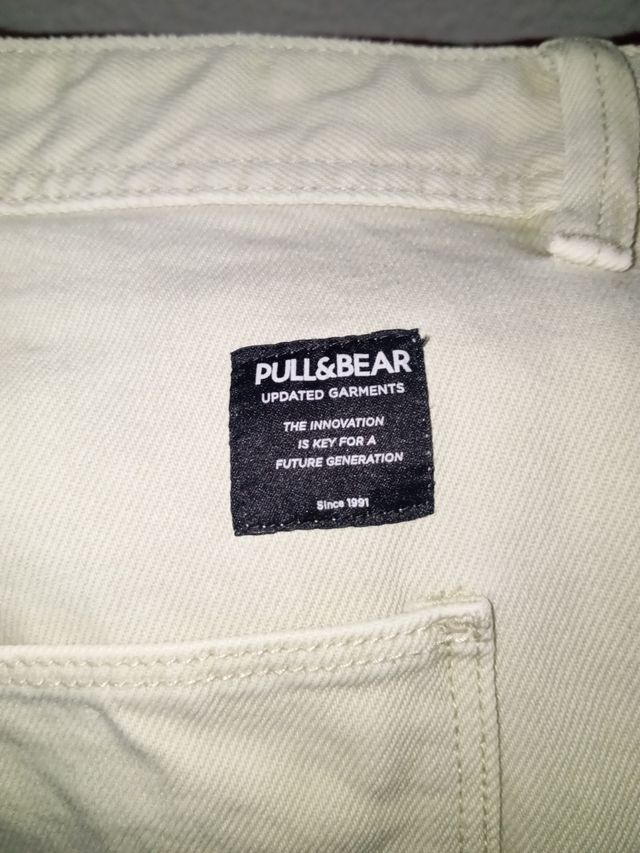 PULL&BEAR
UPDATED GARMENTS
THE INNOVATION
IS KEY FOR A
FUTURE GENERATION
Since 1991